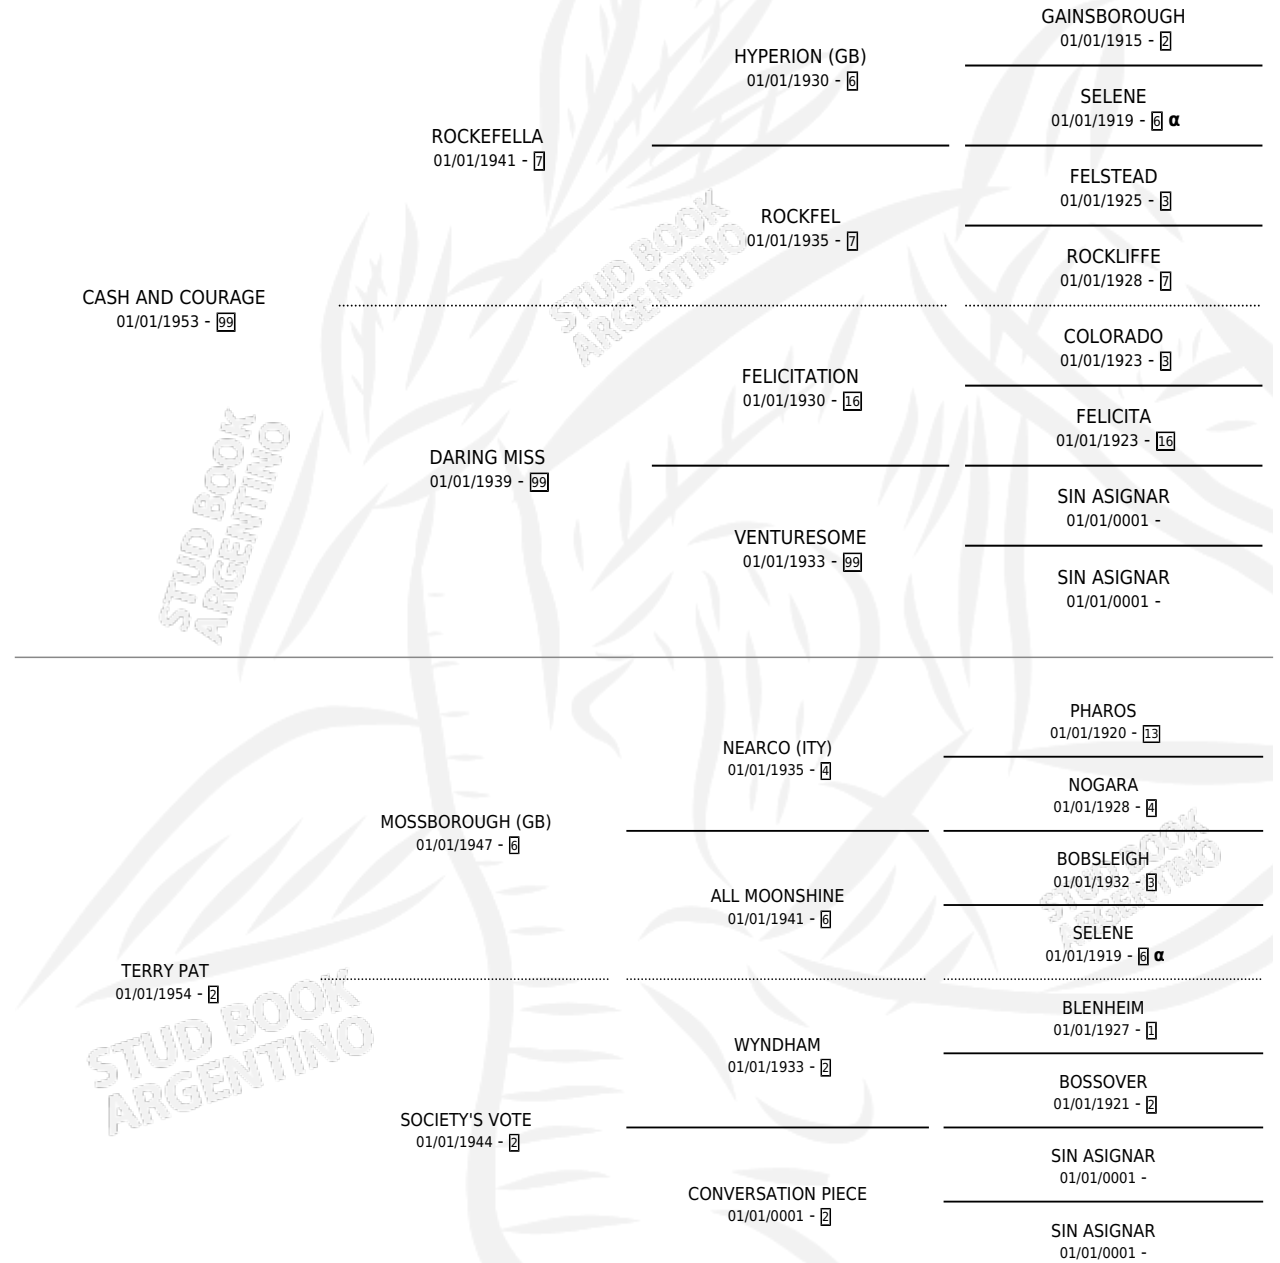 GAINSBOROUGH
01/01/1915 - 2
HYPERION (GB)
01/01/1930 - 6
SELENE
01/01/1919 - 6 α
ROCKEFELLA
01/01/1941 - 7
FELSTEAD
01/01/1925 - 3
ROCKFEL
01/01/1935 - 7
ROCKLIFFE
01/01/1928 - 7
CASH AND COURAGE
01/01/1953 - 99
COLORADO
01/01/1923 - 3
FELICITATION
01/01/1930 - 16
FELICITA
01/01/1923 - 16
DARING MISS
01/01/1939 - 99
SIN ASIGNAR
01/01/0001 -
VENTURESOME
01/01/1933 - 99
SIN ASIGNAR
01/01/0001 -
STUD BOOK
ARGENTINO
STUD BOOK
ARGENTINO
PHAROS
01/01/1920 - 13
NEARCO (ITY)
01/01/1935 - 4
NOGARA
01/01/1928 - 4
MOSSBOROUGH (GB)
01/01/1947 - 6
BOBSLEIGH
01/01/1932 - 3
ALL MOONSHINE
01/01/1941 - 6
SELENE
01/01/1919 - 6 α
TERRY PAT
01/01/1954 - 2
BLENHEIM
01/01/1927 - 1
WYNDHAM
01/01/1933 - 2
BOSSOVER
01/01/1921 - 2
SOCIETY'S VOTE
01/01/1944 - 2
SIN ASIGNAR
01/01/0001 -
CONVERSATION PIECE
01/01/0001 - 2
SIN ASIGNAR
01/01/0001 -
STUD BOOK
ARGENTINO
STUD BOOK
ARGENTINO